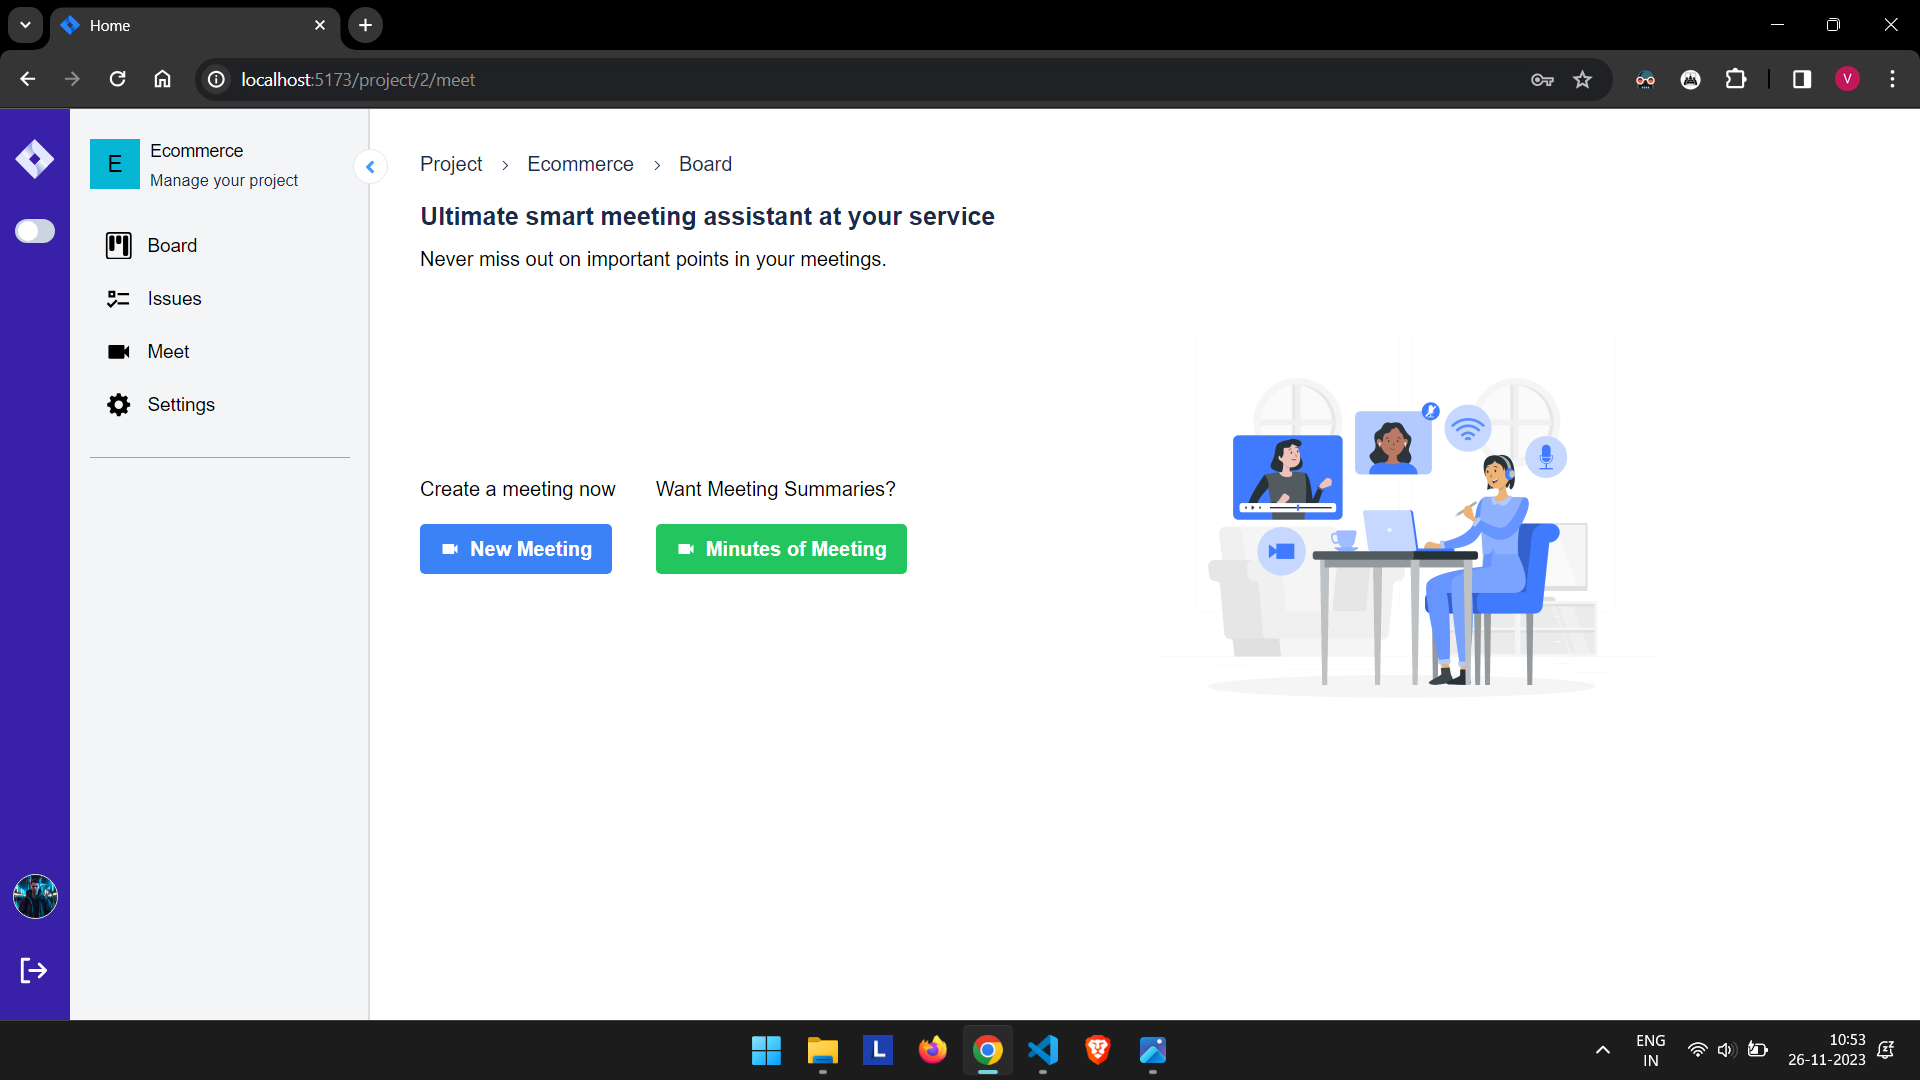 Home
localhost:5173/project/2/meet
V
E
Ecommerce
Manage your project
Board
Issues
Meet
Settings
Project > Ecommerce > Board
Ultimate smart meeting assistant at your service
Never miss out on important points in your meetings.
Create a meeting now
Want Meeting Summaries?
New Meeting
Minutes of Meeting
L
ENG
IN
10:53
26-11-2023